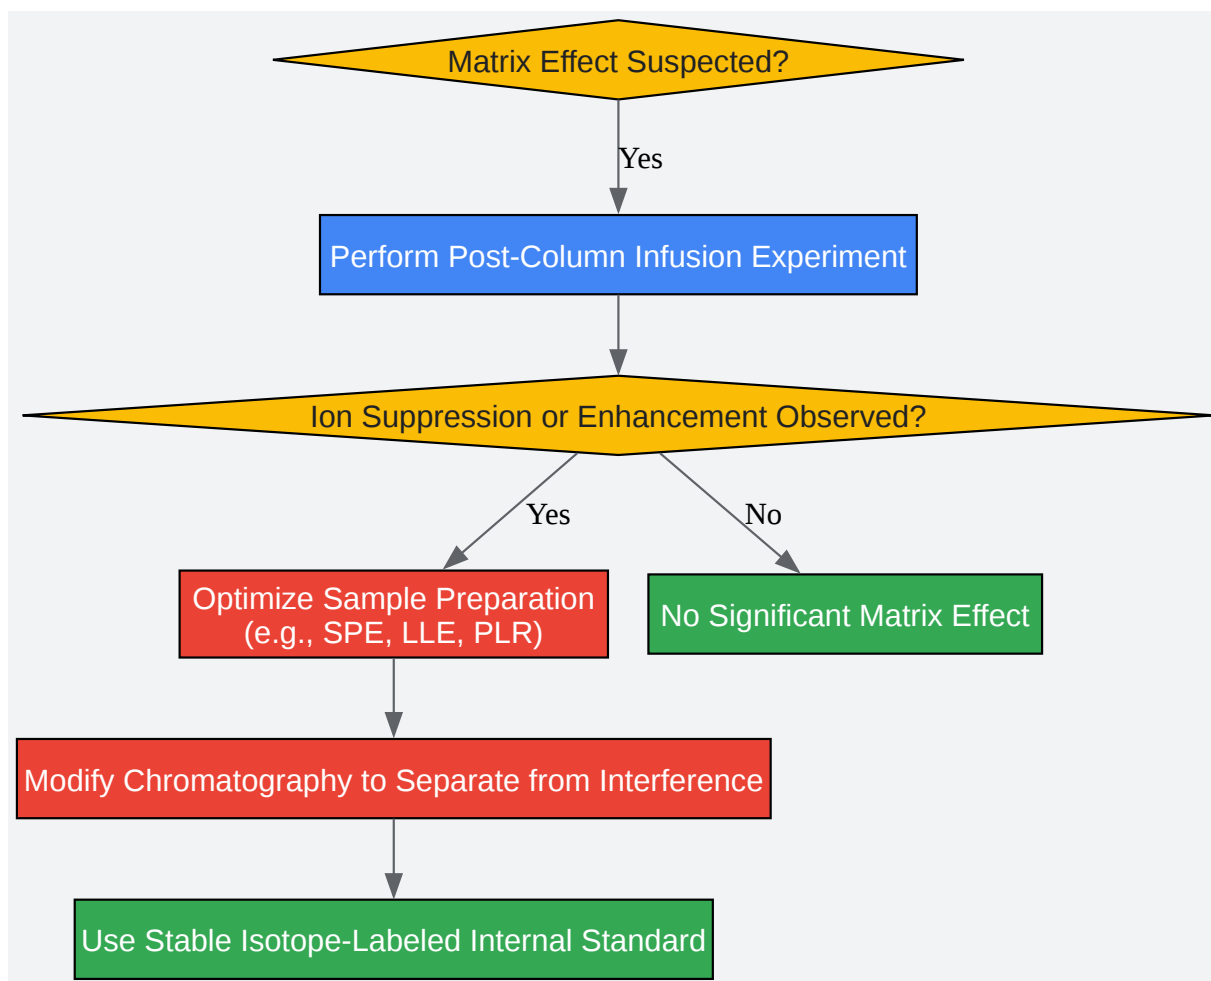 Matrix Effect Suspected?
Yes
Perform Post-Column Infusion Experiment
Ion Suppression or Enhancement Observed?
Yes
No
Optimize Sample Preparation
(e.g., SPE, LLE, PLR)
No Significant Matrix Effect
Modify Chromatography to Separate from Interference
Use Stable Isotope-Labeled Internal Standard